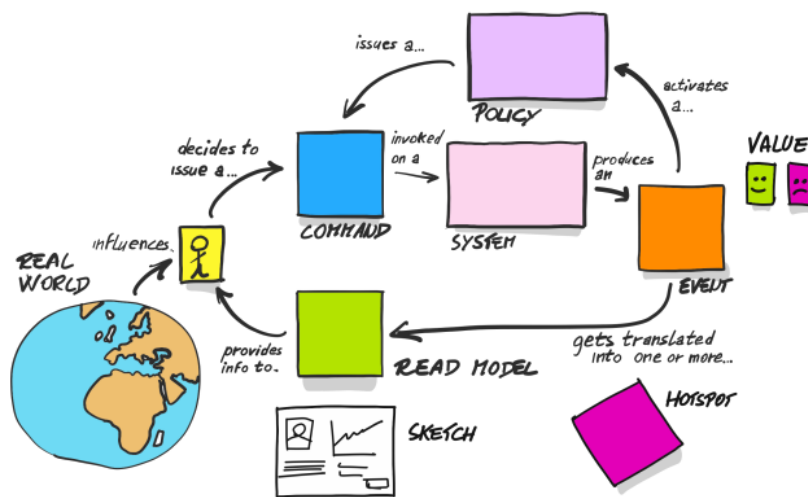 issues a...
POLICY
activates
a...
decides to
issue a...
invoked
on a
produces
an
VALUE
COMMAND
SYSTEM
EVENT
influences.
REAL
WORLD
provides
info to..
READ MODEL
gets translated
into one or more...
SKETCH
HOTSPOT